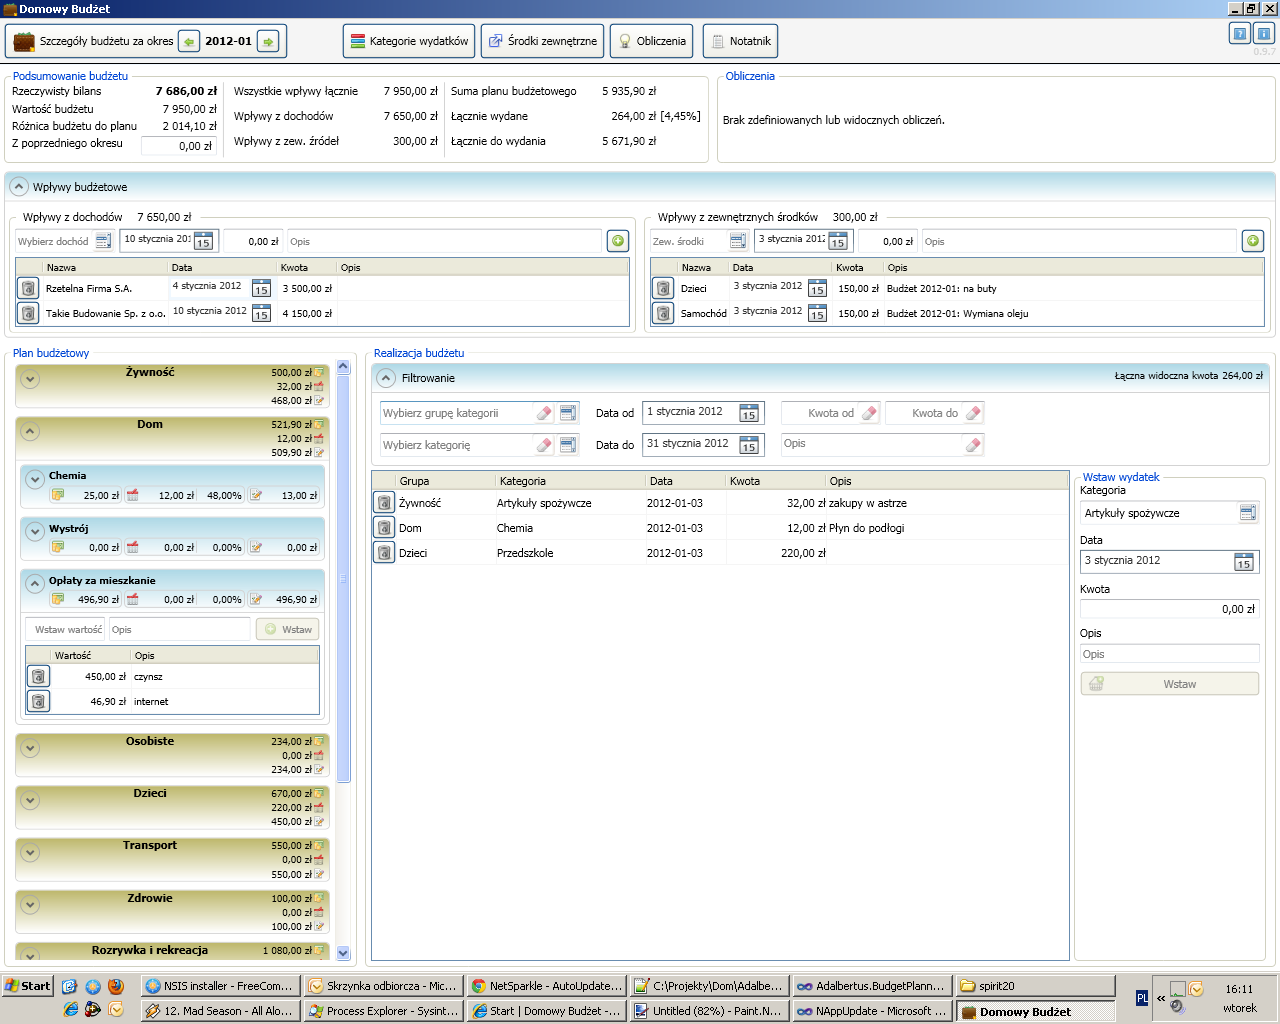 Domowy Budżet
Szczegóły budżetu za okres 2012-01 Kategorie wydatków Środki zewnętrzne Obliczenia Notatnik
0.9.7
Podsumowanie budżetu
Rzeczywisty bilans 7 686,00 zł
Wartość budżetu 7 950,00 zł
Różnica budżetu do planu 2 014,10 zł
Z poprzedniego okresu 0,00 zł
Wszystkie wpływy łącznie 7 950,00 zł
Wpływy z dochodów 7 650,00 zł
Wpływy z zew. źródeł 300,00 zł
Suma planu budżetowego 5 935,90 zł
Łącznie wydane 264,00 zł [4,45%]
Łącznie do wydania 5 671,90 zł
Obliczenia
Brak zdefiniowanych lub widocznych obliczeń.
Wpływy budżetowe
Wpływy z dochodów 7 650,00 zł
Wybierz dochód 10 stycznia 201 15 0,00 zł Opis
Nazwa Data Kwota Opis
Rzetelna Firma S.A. 4 stycznia 2012 15 3 500,00 zł
Takie Budowanie Sp. z o.o. 10 stycznia 2012 15 4 150,00 zł
Wpływy z zewnętrznych środków 300,00 zł
Zew. środki 3 stycznia 2012 15 0,00 zł Opis
Nazwa Data Kwota Opis
Dzieci 3 stycznia 2012 15 150,00 zł Budżet 2012-01: na buty
Samochód 3 stycznia 2012 15 150,00 zł Budżet 2012-01: Wymiana oleju
Plan budżetowy
Żywność 500,00 zł
32,00 zł
468,00 zł
Dom 521,90 zł
12,00 zł
509,90 zł
Chemia
25,00 zł 12,00 zł 48,00% 13,00 zł
Wystrój
0,00 zł 0,00 zł 0,00% 0,00 zł
Opłaty za mieszkanie
496,90 zł 0,00 zł 0,00% 496,90 zł
Wstaw wartość Opis Wstaw
Wartość Opis
450,00 zł czynsz
46,90 zł internet
Osobiste 234,00 zł
0,00 zł
234,00 zł
Dzieci 670,00 zł
220,00 zł
450,00 zł
Transport 550,00 zł
0,00 zł
550,00 zł
Zdrowie 100,00 zł
0,00 zł
100,00 zł
Rozrywka i rekreacja 1 080,00 zł
Realizacja budżetu
Filtrowanie Łączna widoczna kwota 264,00 zł
Wybierz grupę kategorii Data od 1 stycznia 2012 15 Kwota od Kwota do
Wybierz kategorię Data do 31 stycznia 2012 15 Opis
Grupa Kategoria Data Kwota Opis
Żywność Artykuły spożywcze 2012-01-03 32,00 zł zakupy w astrze
Dom Chemia 2012-01-03 12,00 zł Płyn do podłogi
Dzieci Przedszkole 2012-01-03 220,00 zł
Wstaw wydatek
Kategoria
Artykuły spożywcze
Data
3 stycznia 2012 15
Kwota
0,00 zł
Opis
Opis
Wstaw
Start NSIS installer - FreeCom... Skrzynka odbiorcza - Mic... NetSparkle - AutoUpdate... C:\Projekty\Dom\Adalbe... Adalbertus.BudgetPlann... spirit20 16:11
12. Mad Season - All Alo... Process Explorer - Sysint... Start | Domowy Budżet -... Untitled (82%) - Paint.N... NAppUpdate - Microsoft ... Domowy Budżet PL « wtorek